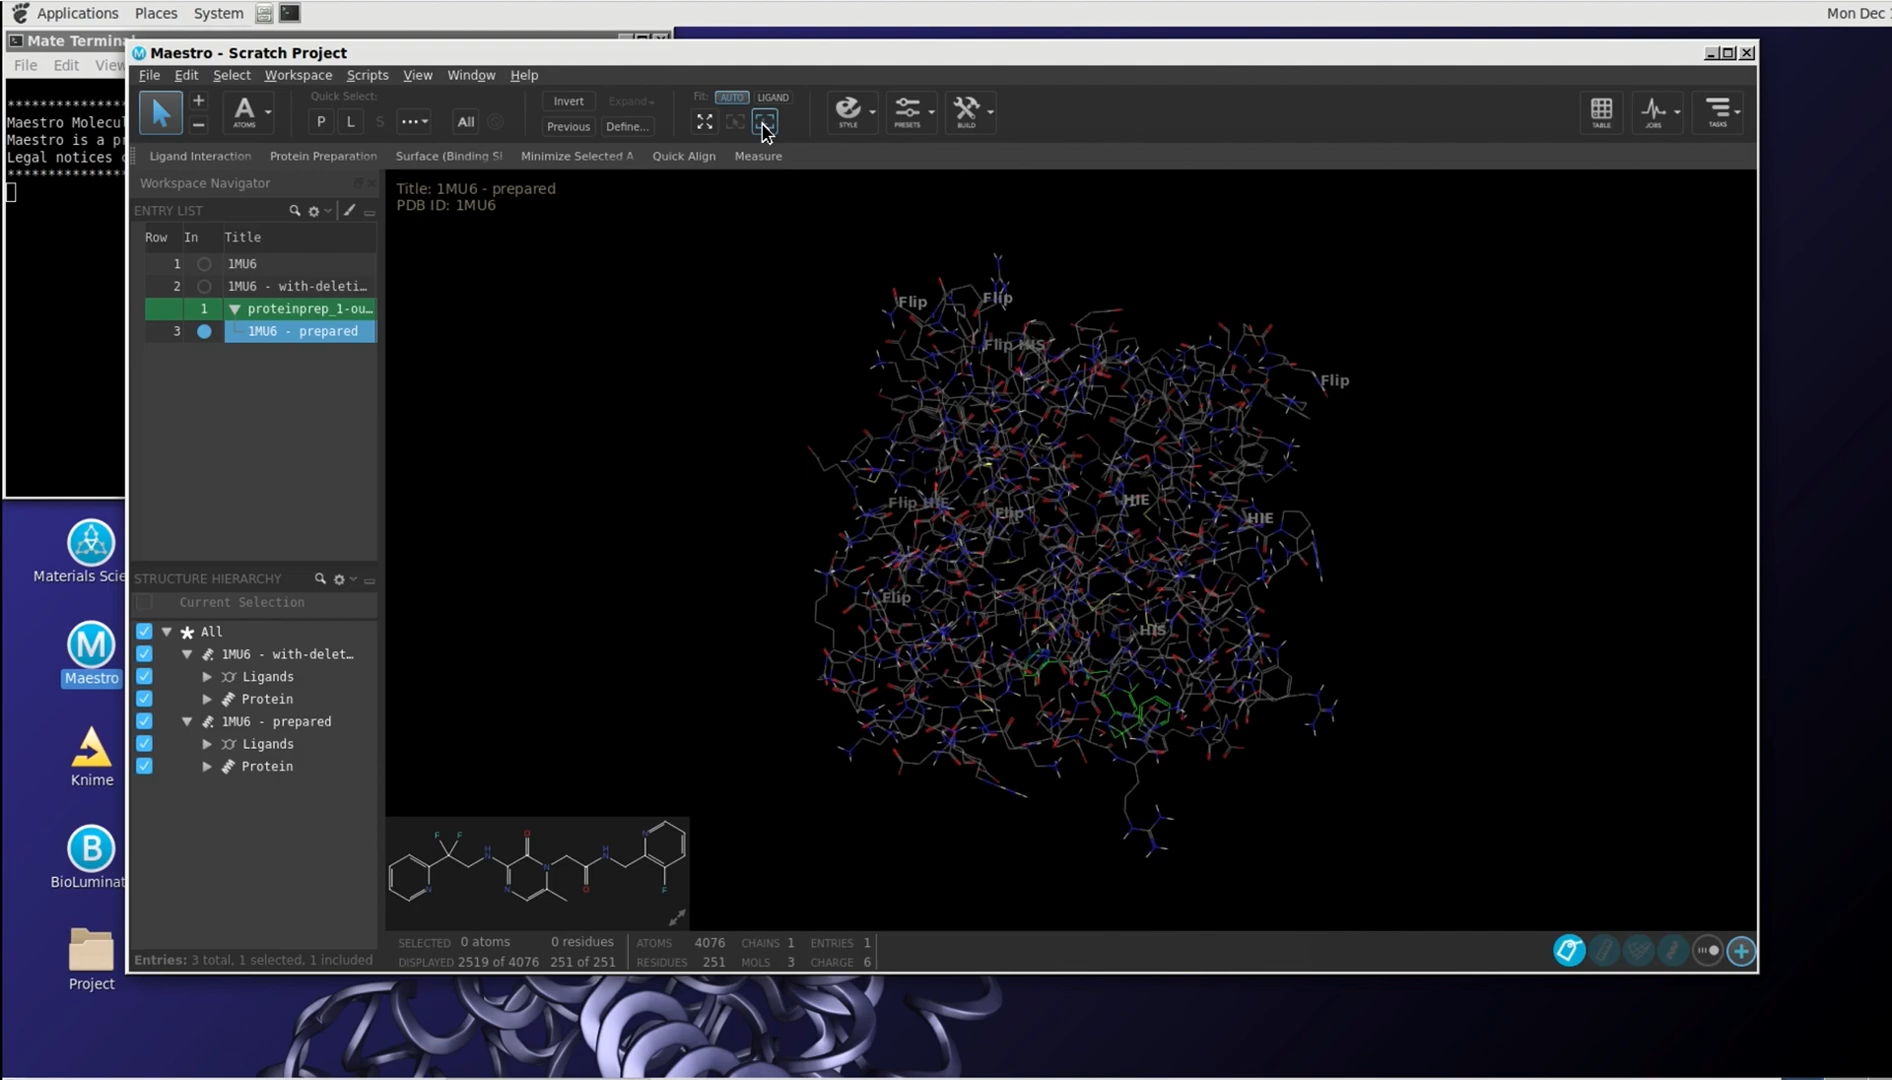 Applications Places System
Mon Dec
Mate Termina
File Edit View
Maestro Molecul
Maestro is a p
Legal notices
Maestro - Scratch Project
File Edit Select Workspace Scripts View Window Help
ATOMS
Quick Select:
P L S ... All
Invert Expand
Previous Define...
Fit: AUTO LIGAND
STYLE PRESETS BUILD
TABLE JOBS TASKS
Ligand Interaction Protein Preparation Surface (Binding Si Minimize Selected A Quick Align Measure
Workspace Navigator
ENTRY LIST
Row In Title
1 1MU6
2 1MU6 - with-deleti…
1 proteinprep_1-ou…
3 1MU6 - prepared
STRUCTURE HIERARCHY
Current Selection
All
1MU6 - with-delet…
Ligands
Protein
1MU6 - prepared
Ligands
Protein
Entries: 3 total, 1 selected, 1 included
Title: 1MU6 - prepared
PDB ID: 1MU6
Flip
Flip
Flip HIS
Flip
Flip HIE
Flip
HIE
HIE
Flip
HIS
F F O H N N N N O H N N F
SELECTED 0 atoms 0 residues ATOMS 4076 CHAINS 1 ENTRIES 1
DISPLAYED 2519 of 4076 251 of 251 RESIDUES 251 MOLS 3 CHARGE 6
Materials Scie
Maestro
Knime
BioLuminat
Project